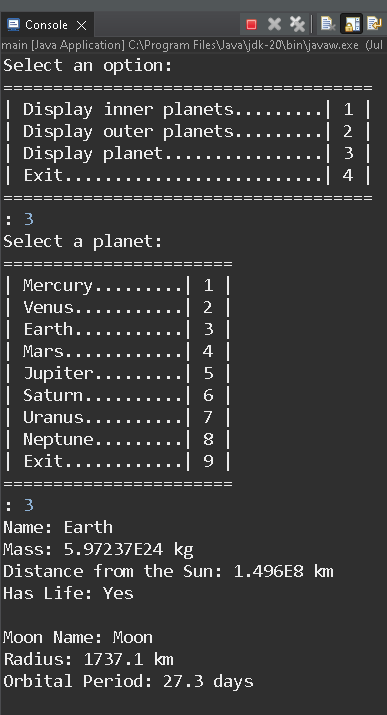 Console
main [Java Application] C:\Program Files\Java\jdk-20\bin\javaw.exe (Jul
Select an option:
=====================================
| Display inner planets.........| 1 |
| Display outer planets.........| 2 |
| Display planet................| 3 |
| Exit..........................| 4 |
=====================================
: 3
Select a planet:
=======================
| Mercury.........| 1 |
| Venus...........| 2 |
| Earth...........| 3 |
| Mars............| 4 |
| Jupiter.........| 5 |
| Saturn..........| 6 |
| Uranus..........| 7 |
| Neptune.........| 8 |
| Exit............| 9 |
=======================
: 3
Name: Earth
Mass: 5.97237E24 kg
Distance from the Sun: 1.496E8 km
Has Life: Yes
Moon Name: Moon
Radius: 1737.1 km
Orbital Period: 27.3 days